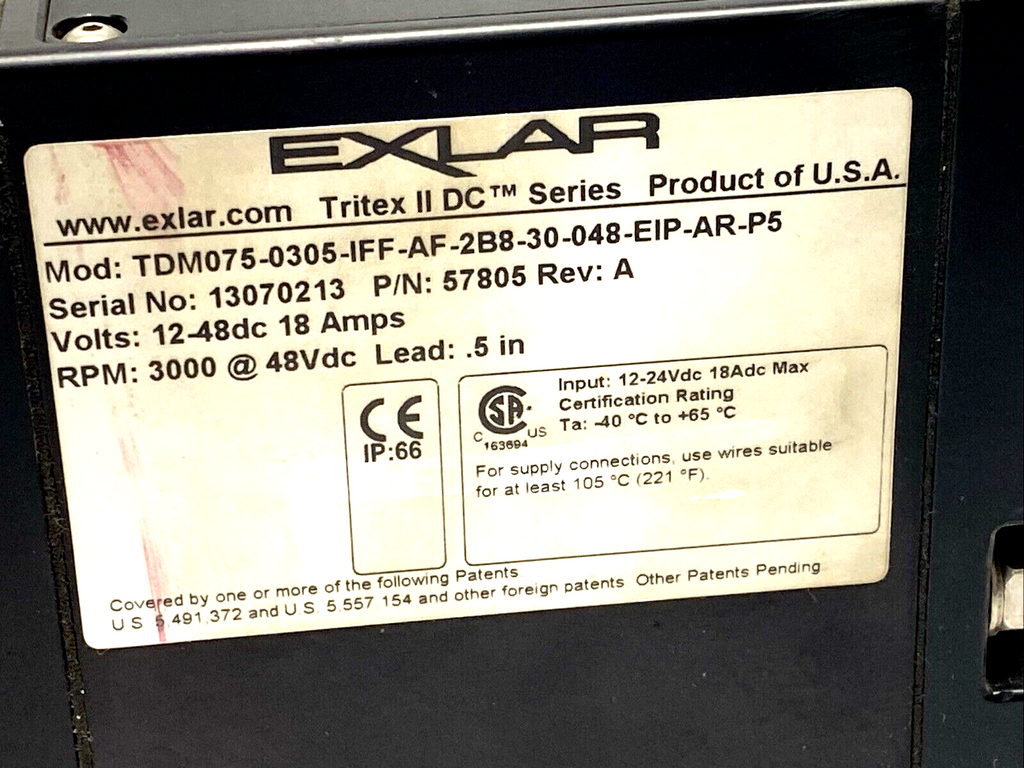 EXLAR
www.exlar.com Tritex II DC™ Series Product of U.S.A.
Mod: TDM075-0305-IFF-AF-2B8-30-048-EIP-AR-P5
Serial No: 13070213 P/N: 57805 Rev: A
Volts: 12-48dc 18 Amps
RPM: 3000 @ 48Vdc Lead: .5 in
CE
IP:66
CSA
C US
163694
Input: 12-24Vdc 18Adc Max
Certification Rating
Ta: -40 °C to +65 °C
For supply connections, use wires suitable
for at least 105 °C (221 °F).
Covered by one or more of the following Patents
U S 5,491,372 and U S. 5,557 154 and other foreign patents Other Patents Pending